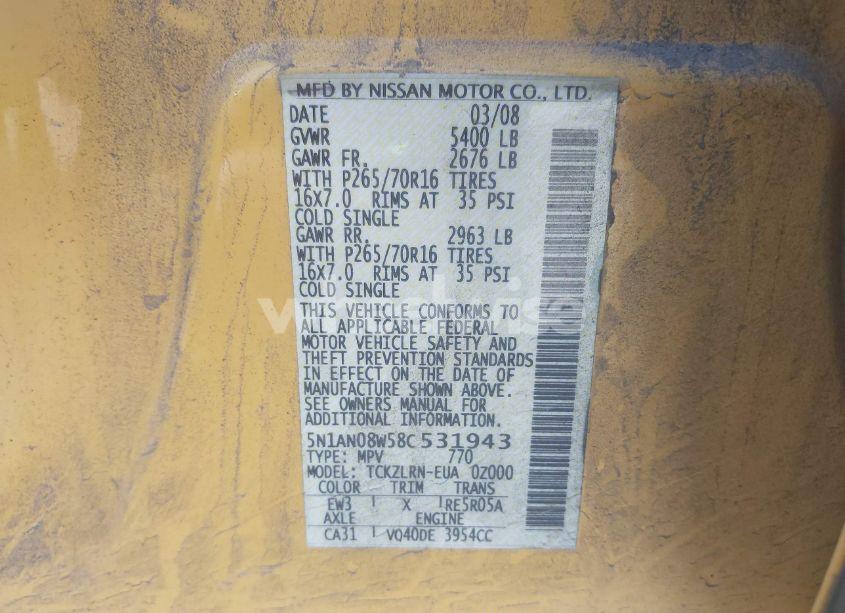 MFD BY NISSAN MOTOR CO., LTD.
DATE 03/08
GVWR 5400 LB
GAWR FR. 2676 LB
WITH P265/70R16 TIRES
16X7.0 RIMS AT 35 PSI
COLD SINGLE
GAWR RR. 2963 LB
WITH P265/70R16 TIRES
16X7.0 RIMS AT 35 PSI
COLD SINGLE
THIS VEHICLE CONFORMS TO
ALL APPLICABLE FEDERAL
MOTOR VEHICLE SAFETY AND
THEFT PREVENTION STANDARDS
IN EFFECT ON THE DATE OF
MANUFACTURE SHOWN ABOVE.
SEE OWNERS MANUAL FOR
ADDITIONAL INFORMATION.
5N1AN08W58C531943
TYPE: MPV 770
MODEL: TCKZLRN-EUA 0Z000
COLOR TRIM TRANS
EW3 X RE5R05A
AXLE ENGINE
CA31 VQ40DE 3954CC